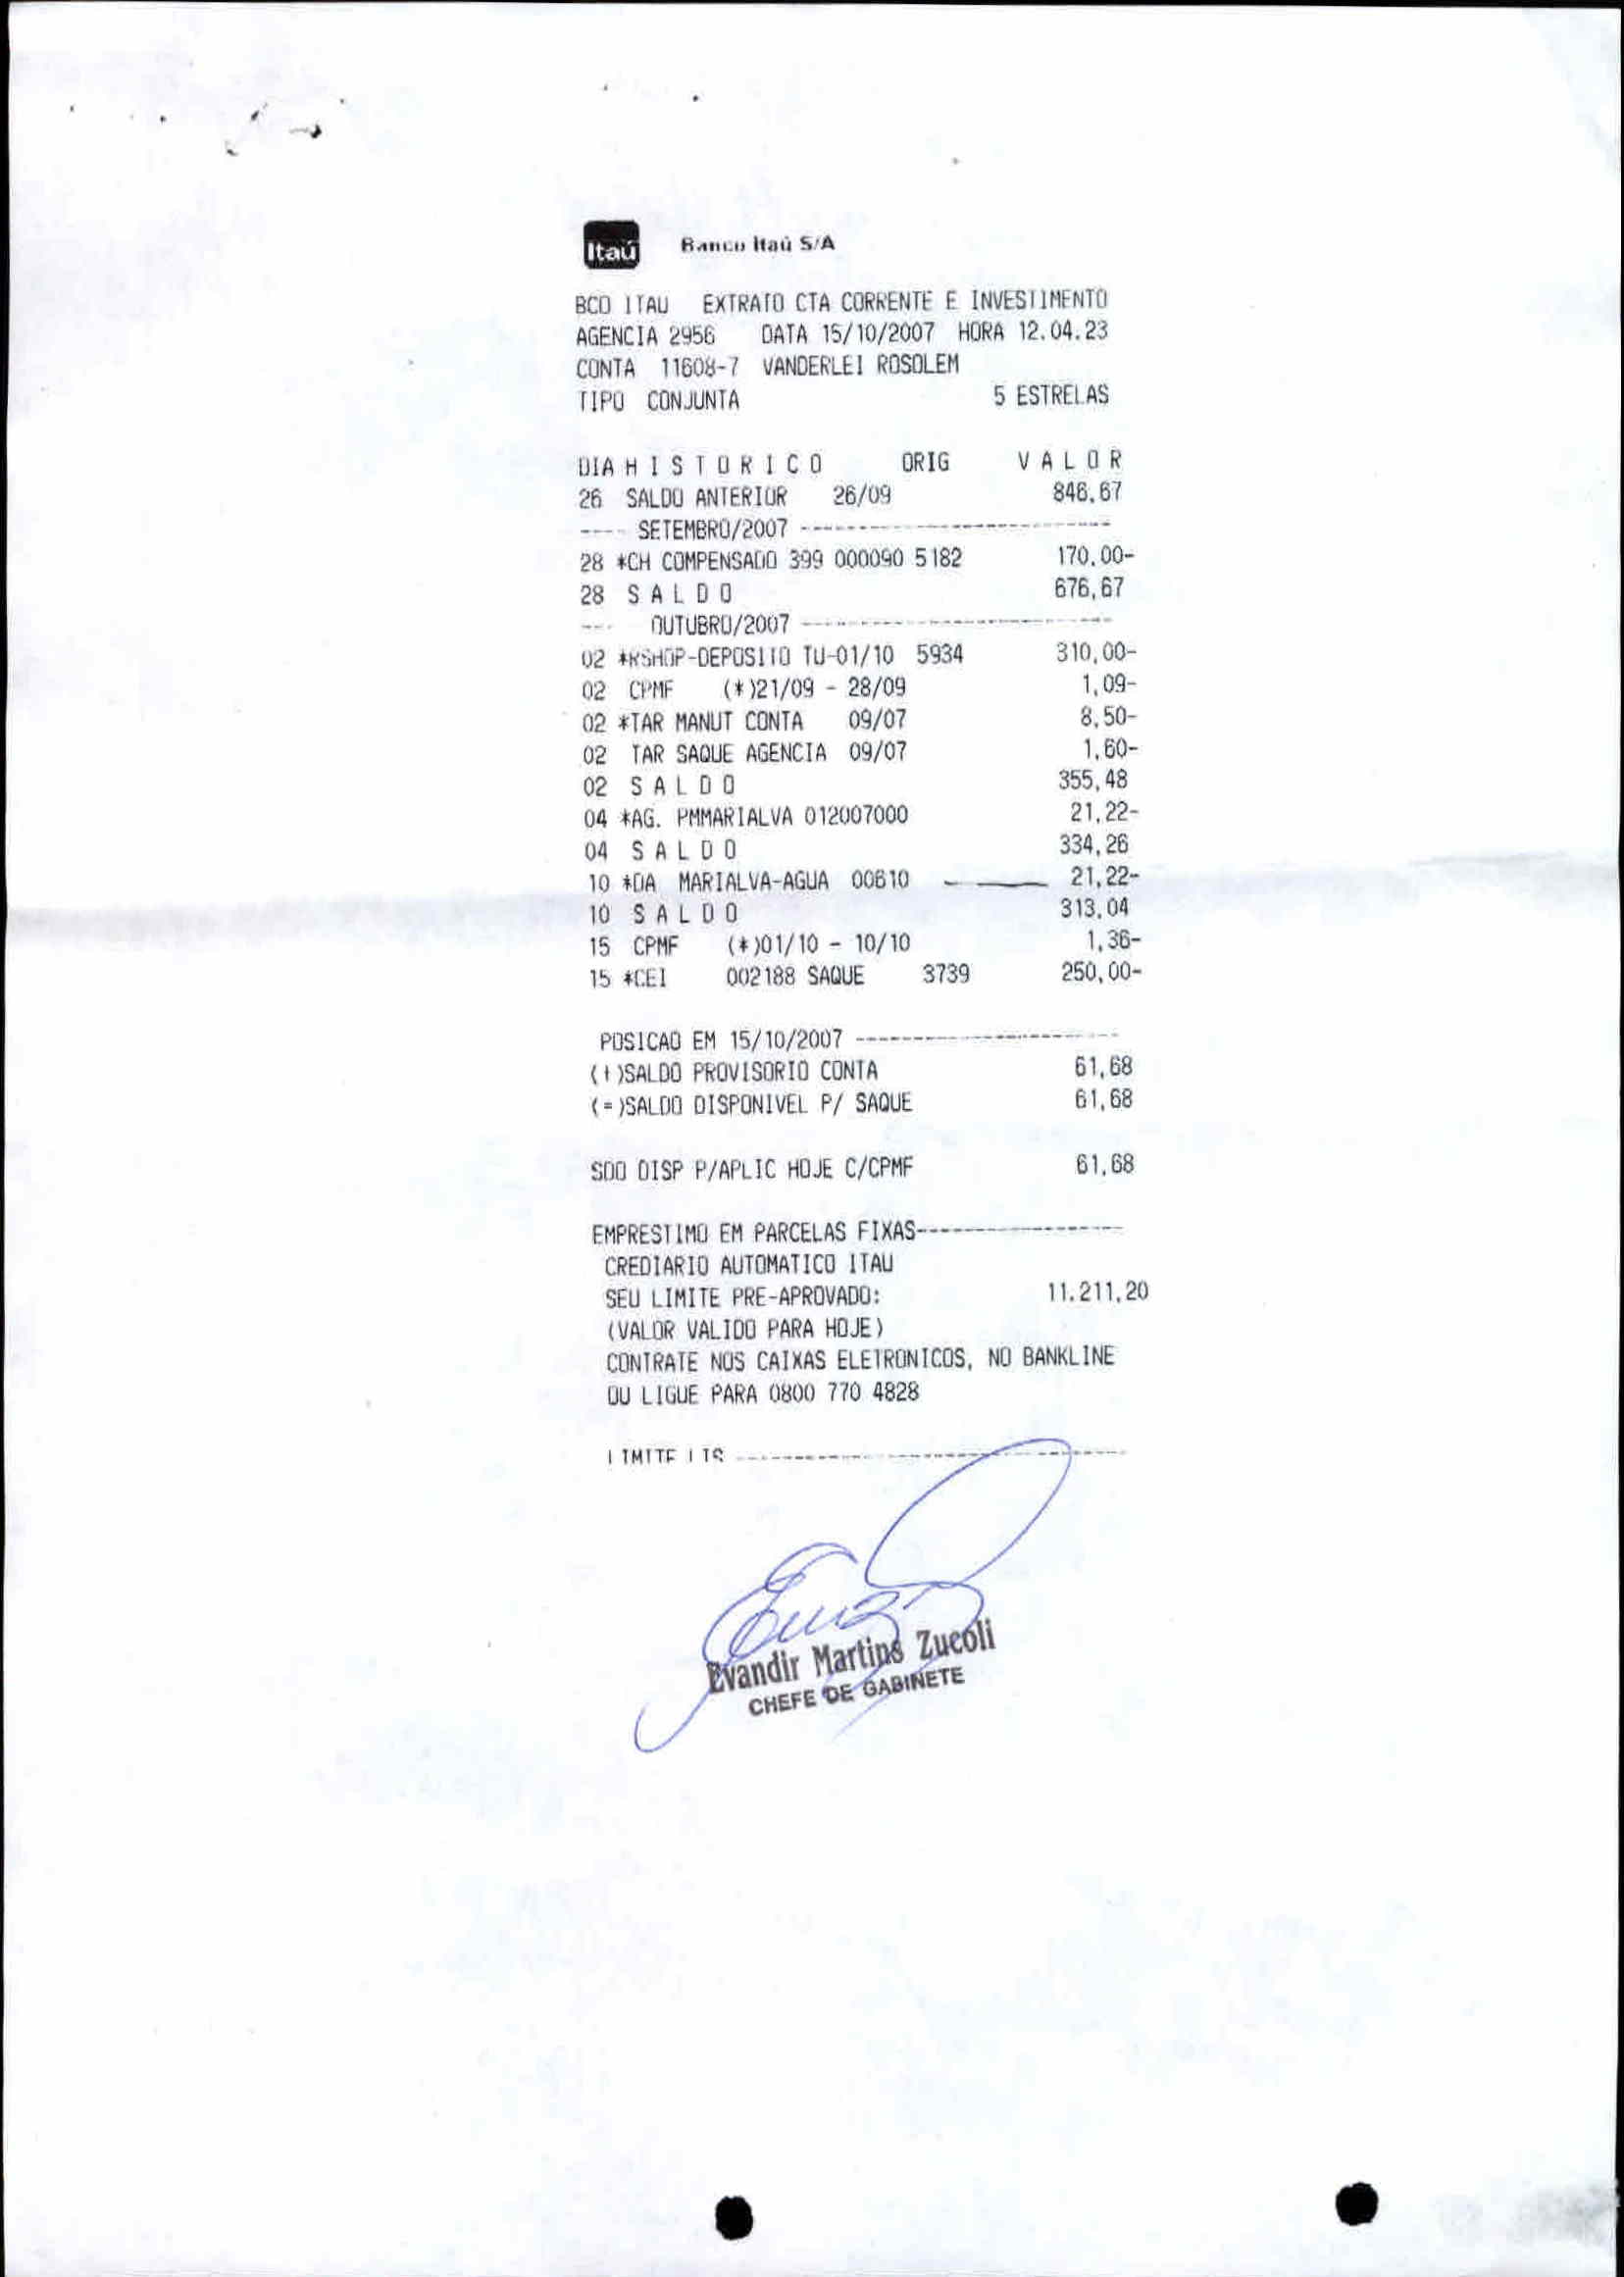 Itaú Banco Itaú S/A
BCO ITAU EXTRATO CTA CORRENTE E INVESTIMENTO
AGENCIA 2956 DATA 15/10/2007 HORA 12.04.23
CONTA 11608-7 VANDERLEI ROSOLEM
TIPO CONJUNTA 5 ESTRELAS
DIA H I S T O R I C O ORIG V A L O R
26 SALDO ANTERIOR 26/09 846,67
---- SETEMBRO/2007 ---------------------------
28 *CH COMPENSADO 399 000090 5182 170,00-
28 S A L D O 676,67
--- OUTUBRO/2007 ---------------------------
02 *RSHOP-DEPOSITO TU-01/10 5934 310,00-
02 CPMF (*)21/09 - 28/09 1,09-
02 *TAR MANUT CONTA 09/07 8,50-
02 TAR SAQUE AGENCIA 09/07 1,60-
02 S A L D O 355,48
04 *AG. PMMARIALVA 012007000 21,22-
04 S A L D O 334,26
10 *DA MARIALVA-AGUA 00610 21,22-
10 S A L D O 313,04
15 CPMF (*)01/10 - 10/10 1,36-
15 *CEI 002188 SAQUE 3739 250,00-
POSICAO EM 15/10/2007 -----------------------
(+)SALDO PROVISORIO CONTA 61,68
(=)SALDO DISPONIVEL P/ SAQUE 61,68
SDO DISP P/APLIC HOJE C/CPMF 61,68
EMPRESTIMO EM PARCELAS FIXAS------------------
CREDIARIO AUTOMATICO ITAU
SEU LIMITE PRE-APROVADO: 11.211,20
(VALOR VALIDO PARA HOJE)
CONTRATE NOS CAIXAS ELETRONICOS, NO BANKLINE
OU LIGUE PARA 0800 770 4828
LIMITE LIS ---------------------------------
Evandir Martins Zucoli
CHEFE DE GABINETE